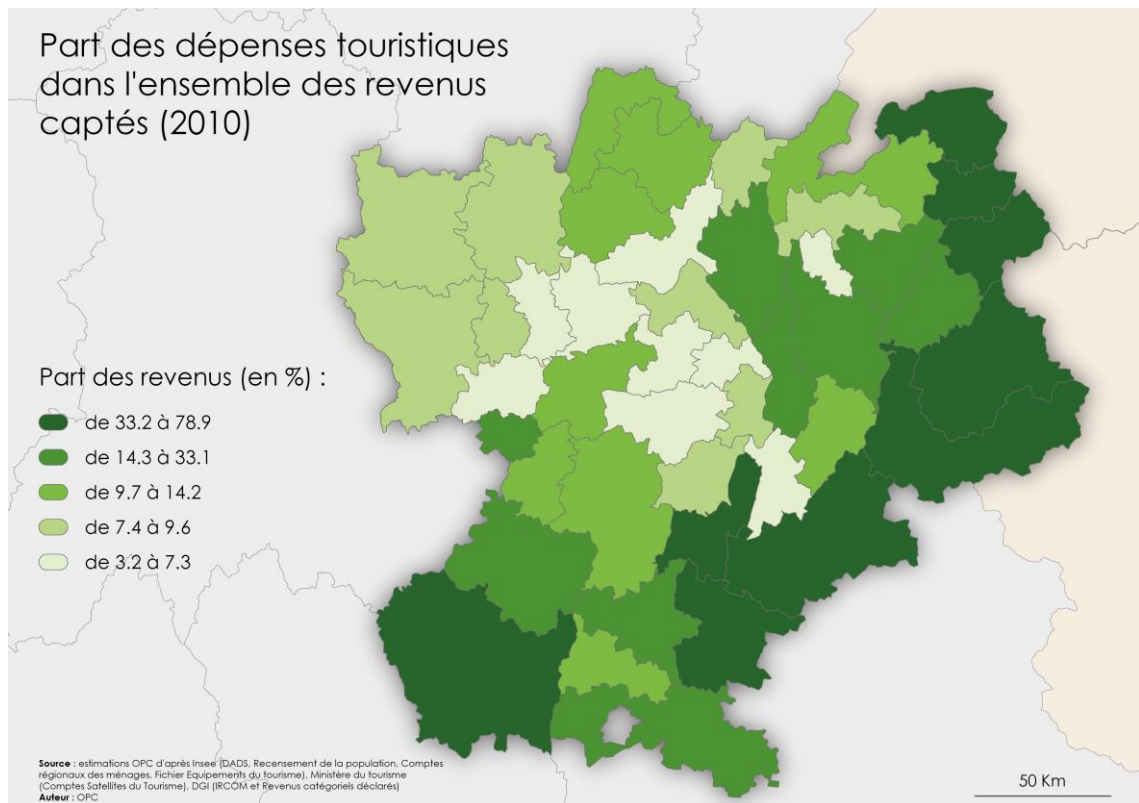 Part des dépenses touristiques
dans l'ensemble des revenus
captés (2010)
Part des revenus (en %) :
de 33.2 à 78.9
de 14.3 à 33.1
de 9.7 à 14.2
de 7.4 à 9.6
de 3.2 à 7.3
Source : estimations OPC d'après Insee (DADS, Recensement de la population, Comptes
régionaux des ménages, Fichier Equipements du tourisme), Ministère du tourisme
(Comptes Satellites du Tourisme), DGI (IRCOM et Revenus catégoriels déclarés)
Auteur : OPC
50 Km